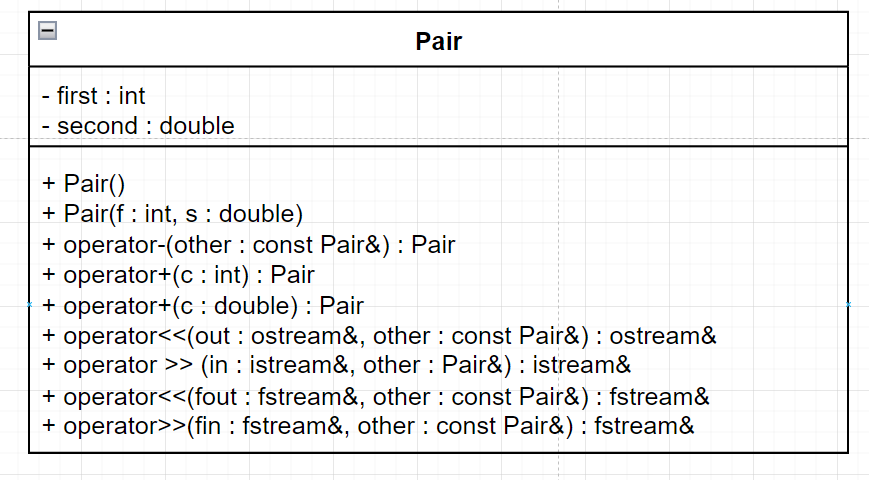 Pair
- first : int
- second : double
+ Pair()
+ Pair(f : int, s : double)
+ operator-(other : const Pair&) : Pair
+ operator+(c : int) : Pair
+ operator+(c : double) : Pair
+ operator<<(out : ostream&, other : const Pair&) : ostream&
+ operator >> (in : istream&, other : Pair&) : istream&
+ operator<<(fout : fstream&, other : const Pair&) : fstream&
+ operator>>(fin : fstream&, other : const Pair&) : fstream&